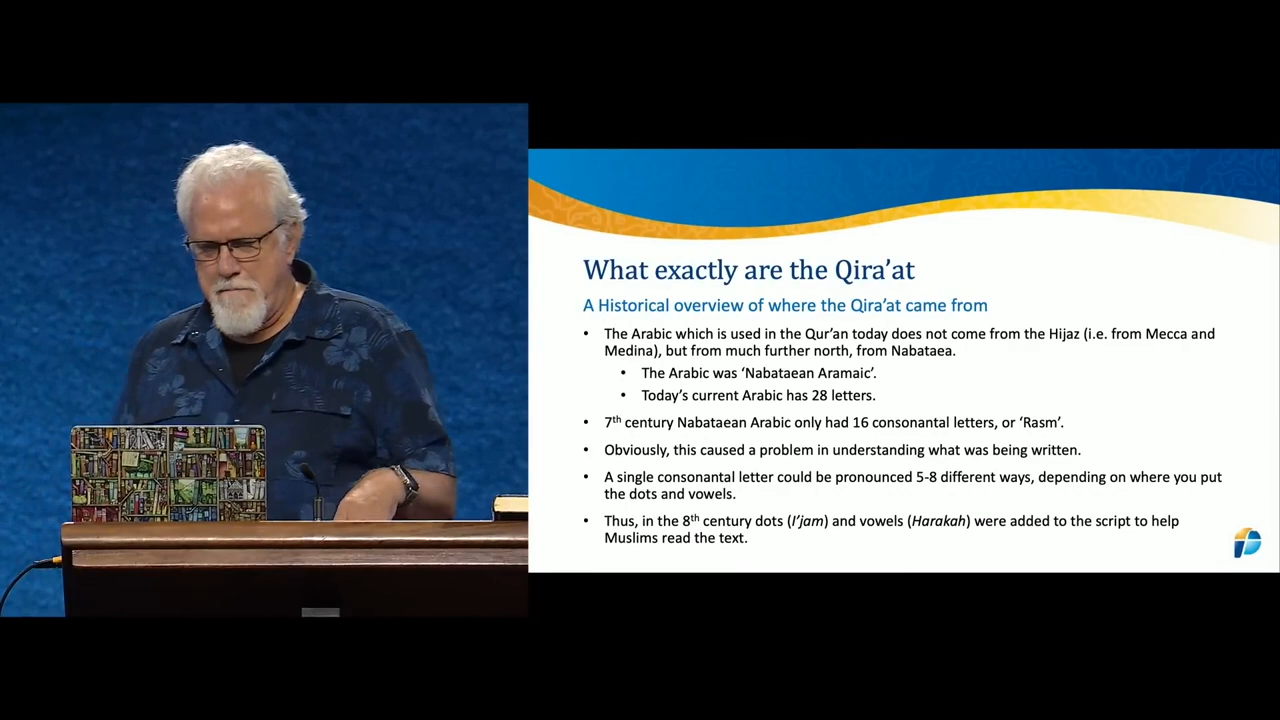 What exactly are the Qira’at
A Historical overview of where the Qira’at came from
• The Arabic which is used in the Qur’an today does not come from the Hijaz (i.e. from Mecca and
Medina), but from much further north, from Nabataea.
• The Arabic was ‘Nabataean Aramaic’.
• Today’s current Arabic has 28 letters.
• 7th century Nabataean Arabic only had 16 consonantal letters, or ‘Rasm’.
• Obviously, this caused a problem in understanding what was being written.
• A single consonantal letter could be pronounced 5-8 different ways, depending on where you put
the dots and vowels.
• Thus, in the 8th century dots (I’jam) and vowels (Harakah) were added to the script to help
Muslims read the text.